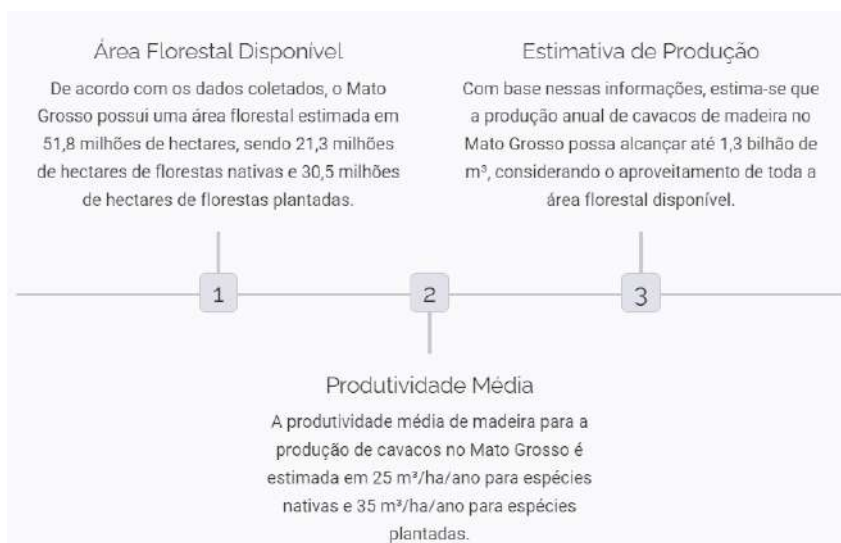 Área Florestal Disponível
De acordo com os dados coletados, o Mato
Grosso possui uma área florestal estimada em
51,8 milhões de hectares, sendo 21,3 milhões
de hectares de florestas nativas e 30,5 milhões
de hectares de florestas plantadas.
Estimativa de Produção
Com base nessas informações, estima-se que
a produção anual de cavacos de madeira no
Mato Grosso possa alcançar até 1,3 bilhão de
m³, considerando o aproveitamento de toda a
área florestal disponível.
1
2
3
Produtividade Média
A produtividade média de madeira para a
produção de cavacos no Mato Grosso é
estimada em 25 m³/ha/ano para espécies
nativas e 35 m³/ha/ano para espécies
plantadas.